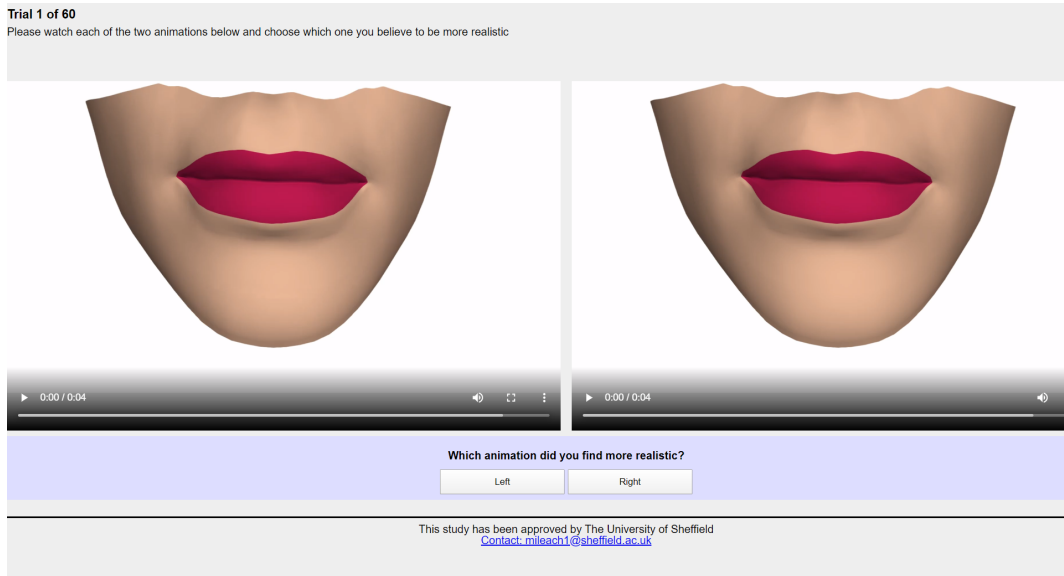 Trial 1 of 60
Please watch each of the two animations below and choose which one you believe to be more realistic
0:00 / 0:04
0:00 / 0:04
Which animation did you find more realistic?
Left
Right
This study has been approved by The University of Sheffield
Contact: mileach1@sheffield.ac.uk